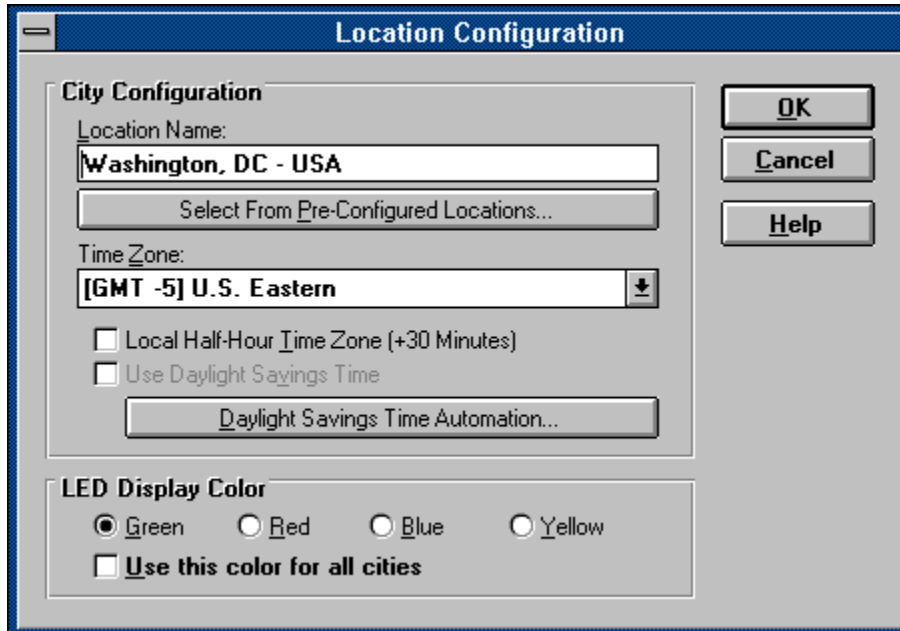 Location Configuration
City Configuration
Location Name:
Washington, DC - USA
Select From Pre-Configured Locations...
Time Zone:
[GMT -5] U.S. Eastern
Local Half-Hour Time Zone (+30 Minutes)
Use Daylight Savings Time
Daylight Savings Time Automation...
LED Display Color
Green Red Blue Yellow
Use this color for all cities
OK
Cancel
Help